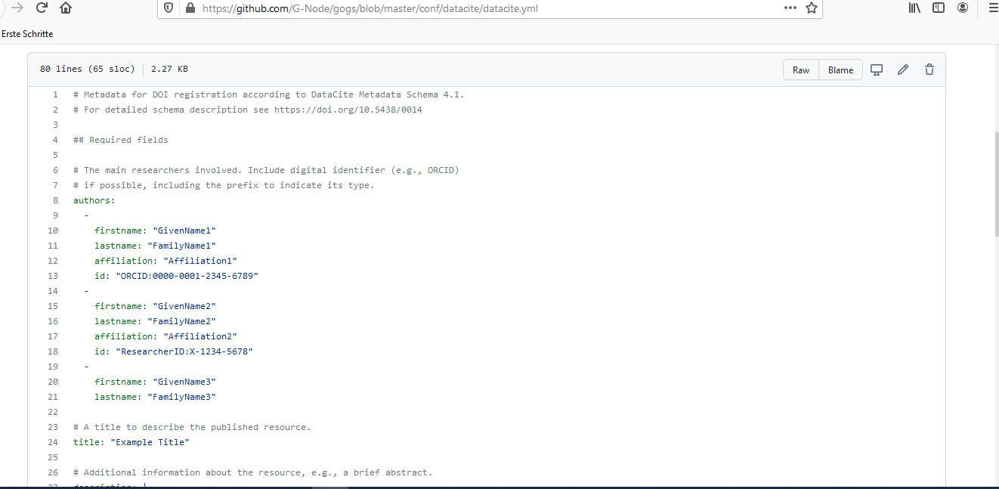 https://github.com/G-Node/gogs/blob/master/conf/datacite/datacite.yml
Erste Schritte
80 lines (65 sloc) 2.27 KB Raw Blame
1 # Metadata for DOI registration according to DataCite Metadata Schema 4.1.
2 # For detailed schema description see https://doi.org/10.5438/0014
3
4 ## Required fields
5
6 # The main researchers involved. Include digital identifier (e.g., ORCID)
7 # if possible, including the prefix to indicate its type.
8 authors:
9 -
10 firstname: "GivenName1"
11 lastname: "FamilyName1"
12 affiliation: "Affiliation1"
13 id: "ORCID:0000-0001-2345-6789"
14 -
15 firstname: "GivenName2"
16 lastname: "FamilyName2"
17 affiliation: "Affiliation2"
18 id: "ResearcherID:X-1234-5678"
19 -
20 firstname: "GivenName3"
21 lastname: "FamilyName3"
22
23 # A title to describe the published resource.
24 title: "Example Title"
25
26 # Additional information about the resource, e.g., a brief abstract.
27 description: |